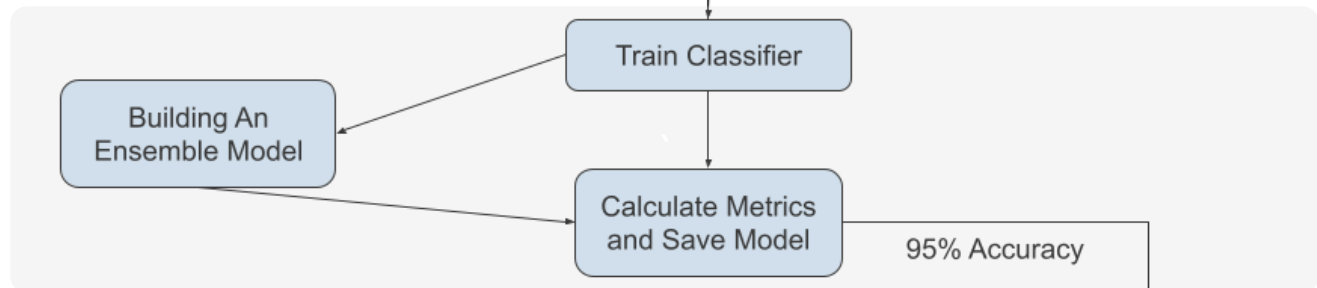 Train Classifier
Building An
Ensemble Model
Calculate Metrics
and Save Model
95% Accuracy